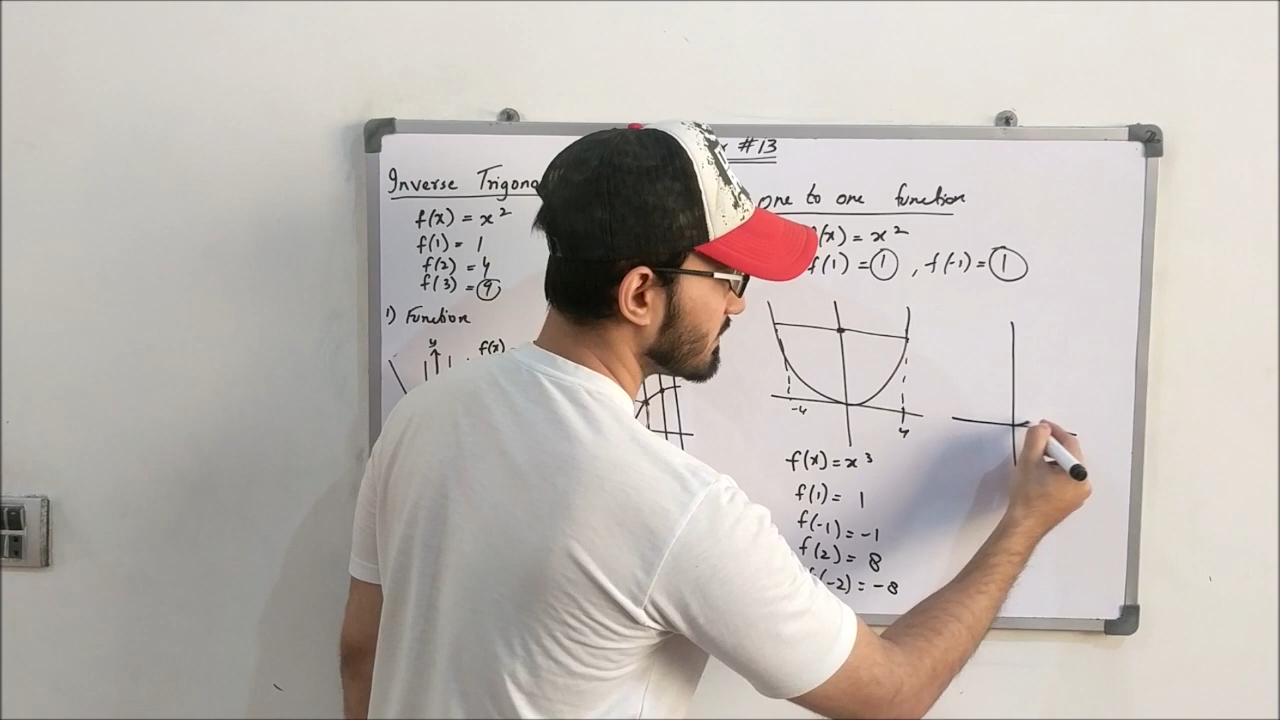 #13
Inverse
f(x) = x²
f(1) = 1
f(2) = 4
f(3) = 9
1) Function
y
f(x)
one to one function
f(x) = x²
f(1) = 1 , f(-1) = 1
-4
4
f(x) = x³
f(1) = 1
f(-1) = -1
f(2) = 8
f(-2) = -8